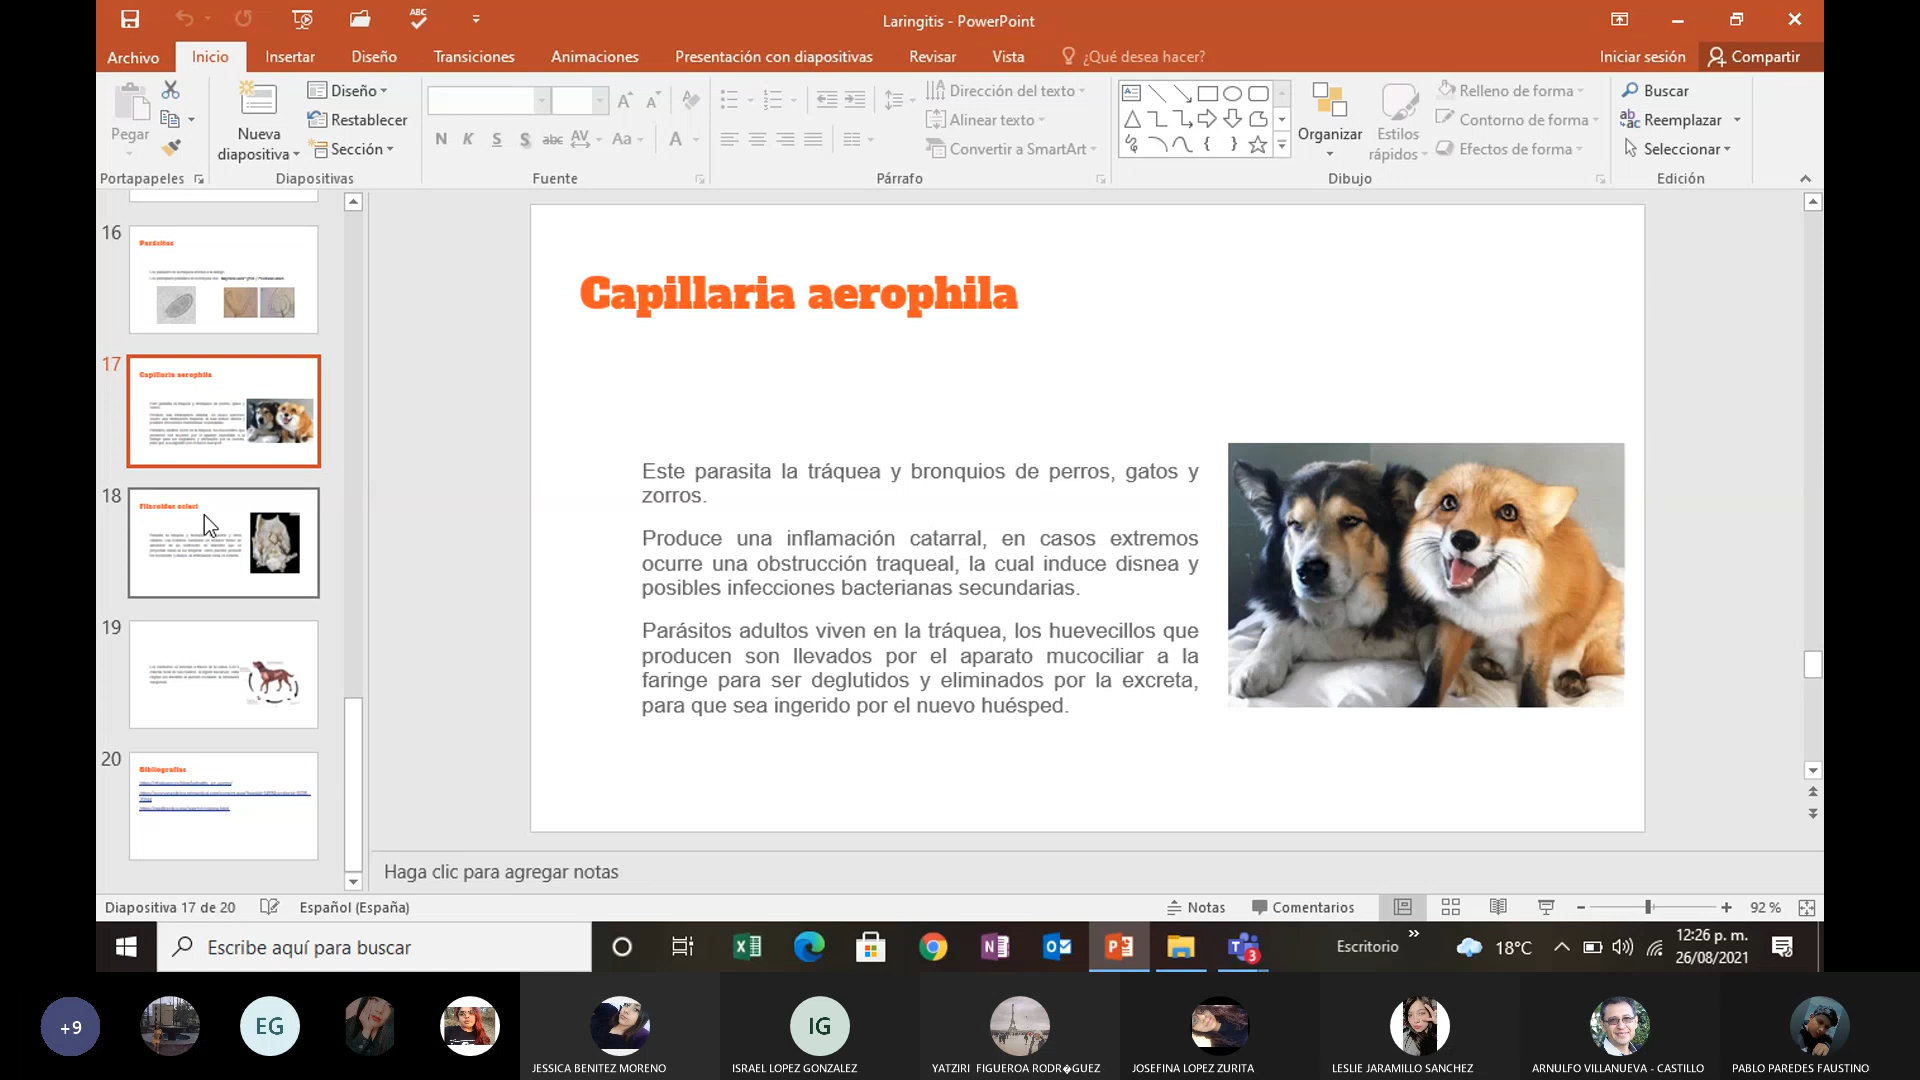 Laringitis - PowerPoint
Archivo Inicio Insertar Diseño Transiciones Animaciones Presentación con diapositivas Revisar Vista ¿Qué desea hacer? Iniciar sesión Compartir
Pegar
Nueva diapositiva
Diseño
Restablecer
Sección
N K S S abc AV Aa A
Dirección del texto
Alinear texto
Convertir a SmartArt
Organizar
Estilos rápidos
Relleno de forma
Contorno de forma
Efectos de forma
Buscar
Reemplazar
Seleccionar
Portapapeles Diapositivas Fuente Párrafo Dibujo Edición
16
Parásitos
17
Capillaria aerophila
18
Filaroides osleri
19
20
Bibliografías
Capillaria aerophila
Este parasita la tráquea y bronquios de perros, gatos y
zorros.
Produce una inflamación catarral, en casos extremos
ocurre una obstrucción traqueal, la cual induce disnea y
posibles infecciones bacterianas secundarias.
Parásitos adultos viven en la tráquea, los huevecillos que
producen son llevados por el aparato mucociliar a la
faringe para ser deglutidos y eliminados por la excreta,
para que sea ingerido por el nuevo huésped.
Haga clic para agregar notas
Diapositiva 17 de 20 Español (España) Notas Comentarios 92 %
Escribe aquí para buscar
Escritorio
18°C
12:26 p. m.
26/08/2021
+9
EG
IG
JESSICA BENITEZ MORENO
ISRAEL LOPEZ GONZALEZ
YATZIRI FIGUEROA RODR�GUEZ
JOSEFINA LOPEZ ZURITA
LESLIE JARAMILLO SANCHEZ
ARNULFO VILLANUEVA - CASTILLO
PABLO PAREDES FAUSTINO